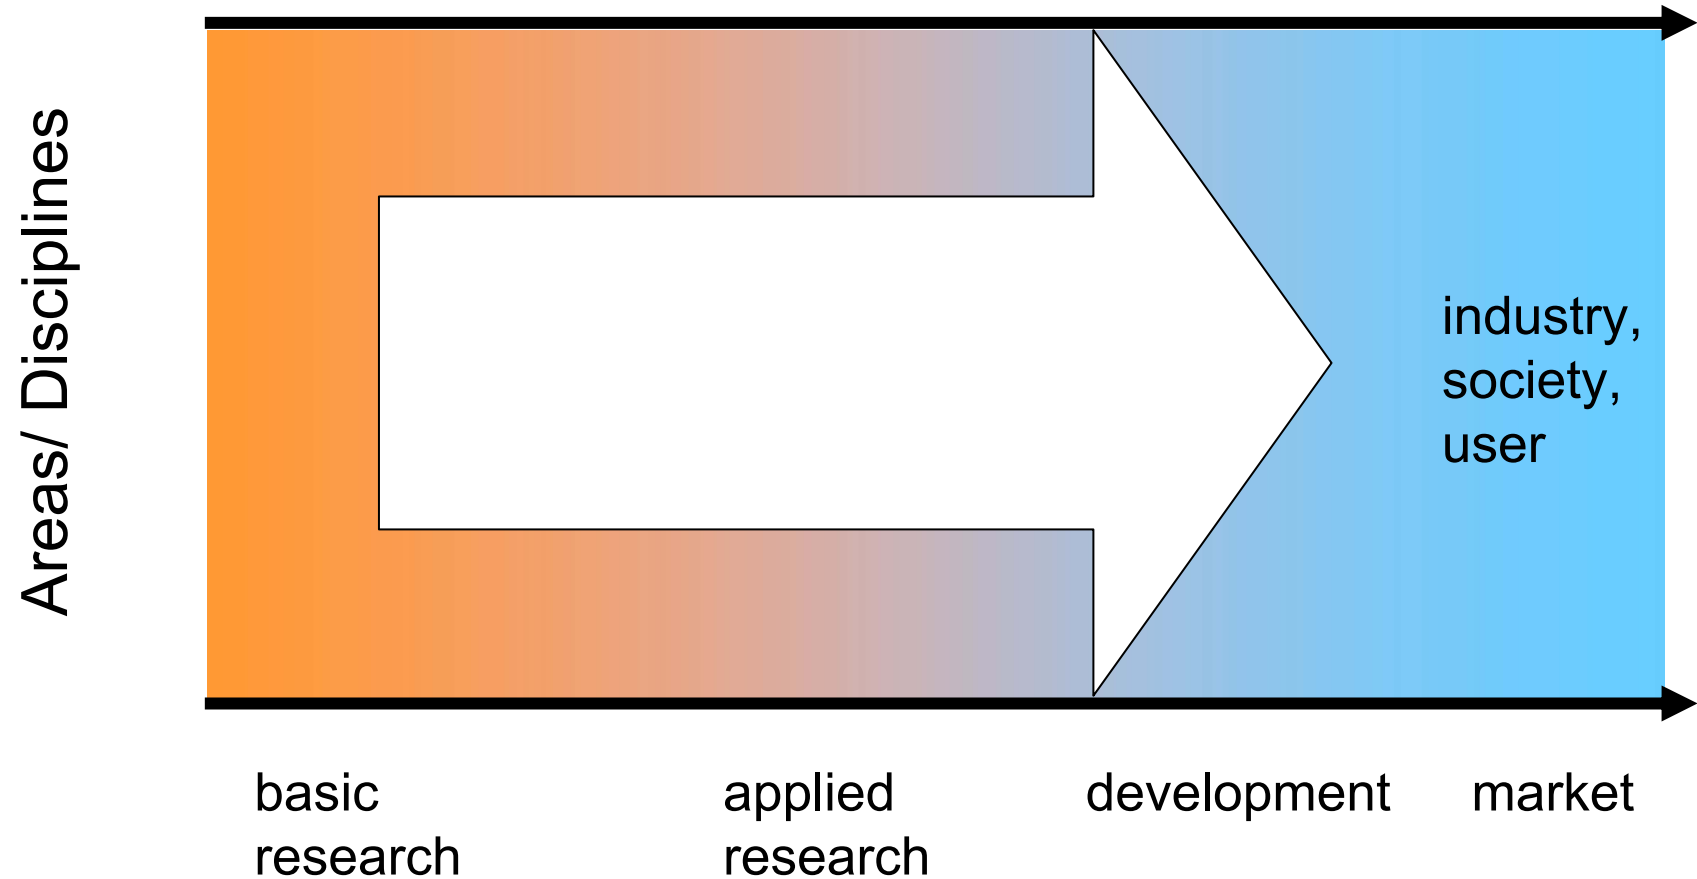 Areas/ Disciplines
industry,
society,
user
basic
research
applied
research
development
market